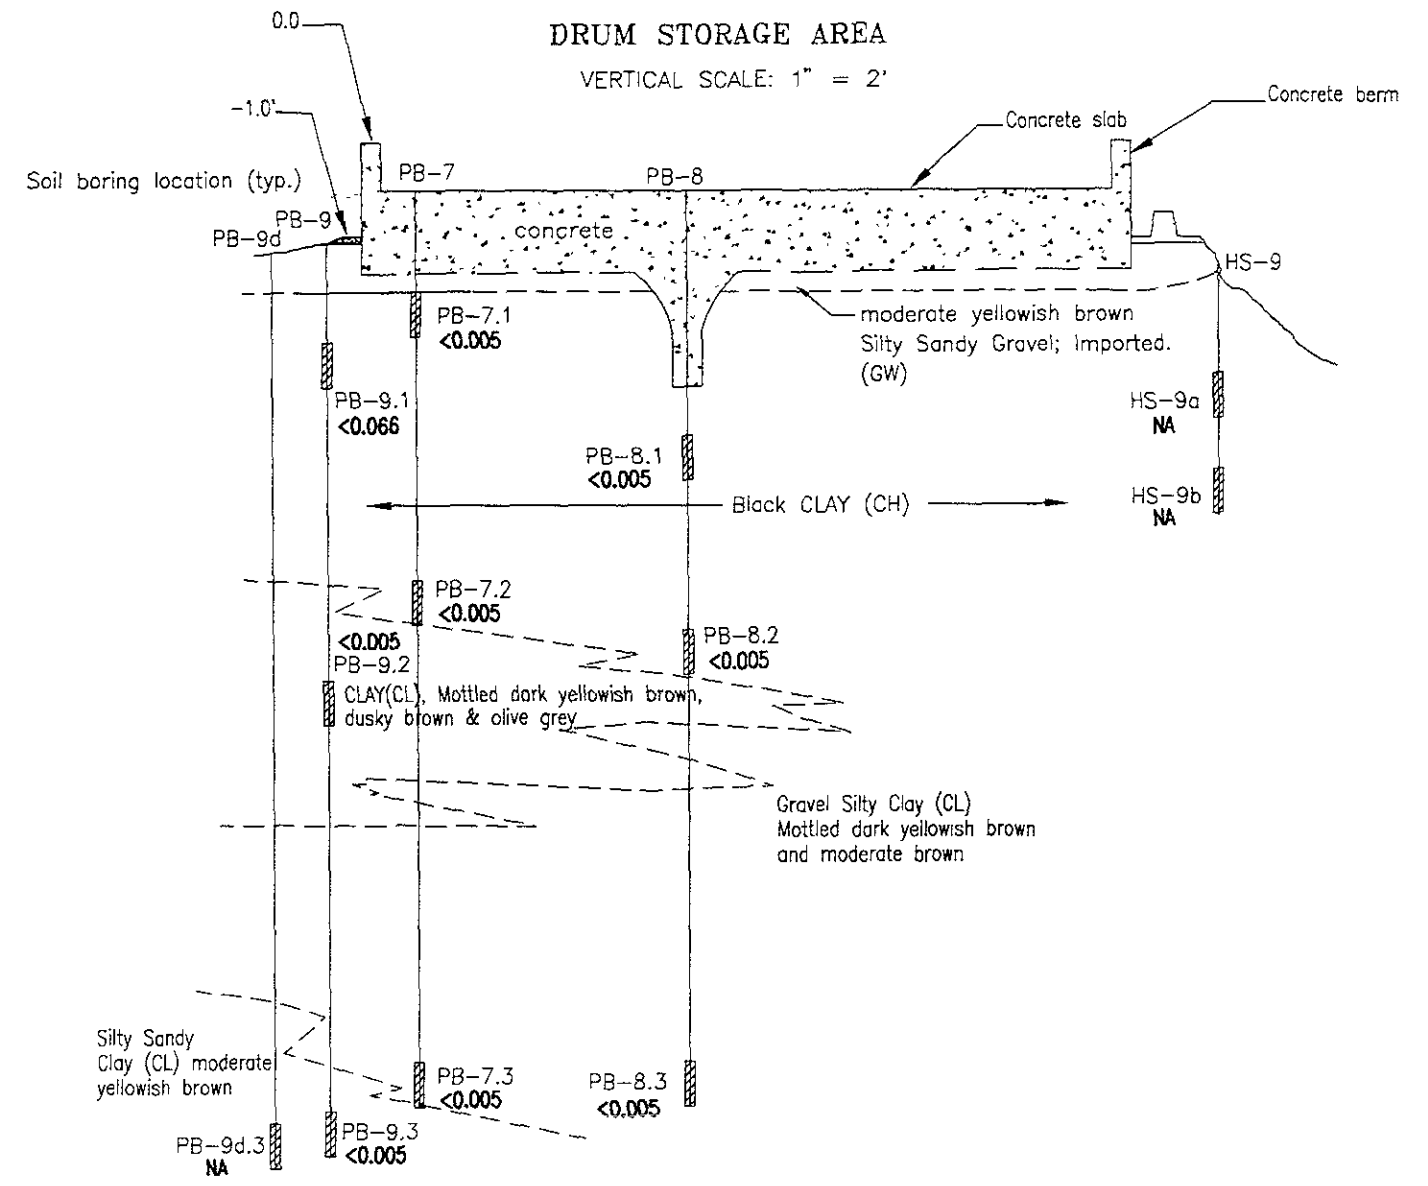 0.0
DRUM STORAGE AREA
VERTICAL SCALE: 1" = 2'
-1.0'
Concrete berm
Concrete slab
Soil boring location (typ.)
PB-7
PB-8
PB-9
PB-9d
concrete
HS-9
PB-7.1
<0.005
moderate yellowish brown
Silty Sandy Gravel; Imported.
(GW)
PB-9.1
<0.066
HS-9a
NA
PB-8.1
<0.005
Black CLAY (CH)
HS-9b
NA
PB-7.2
<0.005
<0.005
PB-9.2
PB-8.2
<0.005
CLAY(CL), Mottled dark yellowish brown,
dusky brown & olive grey
Gravel Silty Clay (CL)
Mottled dark yellowish brown
and moderate brown
Silty Sandy
Clay (CL) moderate
yellowish brown
PB-7.3
<0.005
PB-8.3
<0.005
PB-9d.3
NA
PB-9.3
<0.005